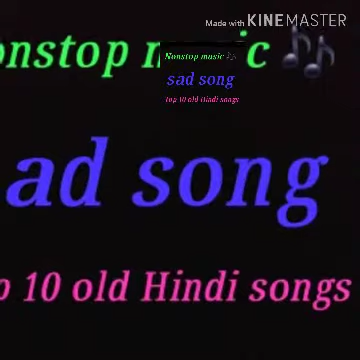 Made with KINEMASTER
onstop m c 🎶
Nonstop music 🎶
sad song
Top 10 old Hindi songs
ad song
p 10 old Hindi songs